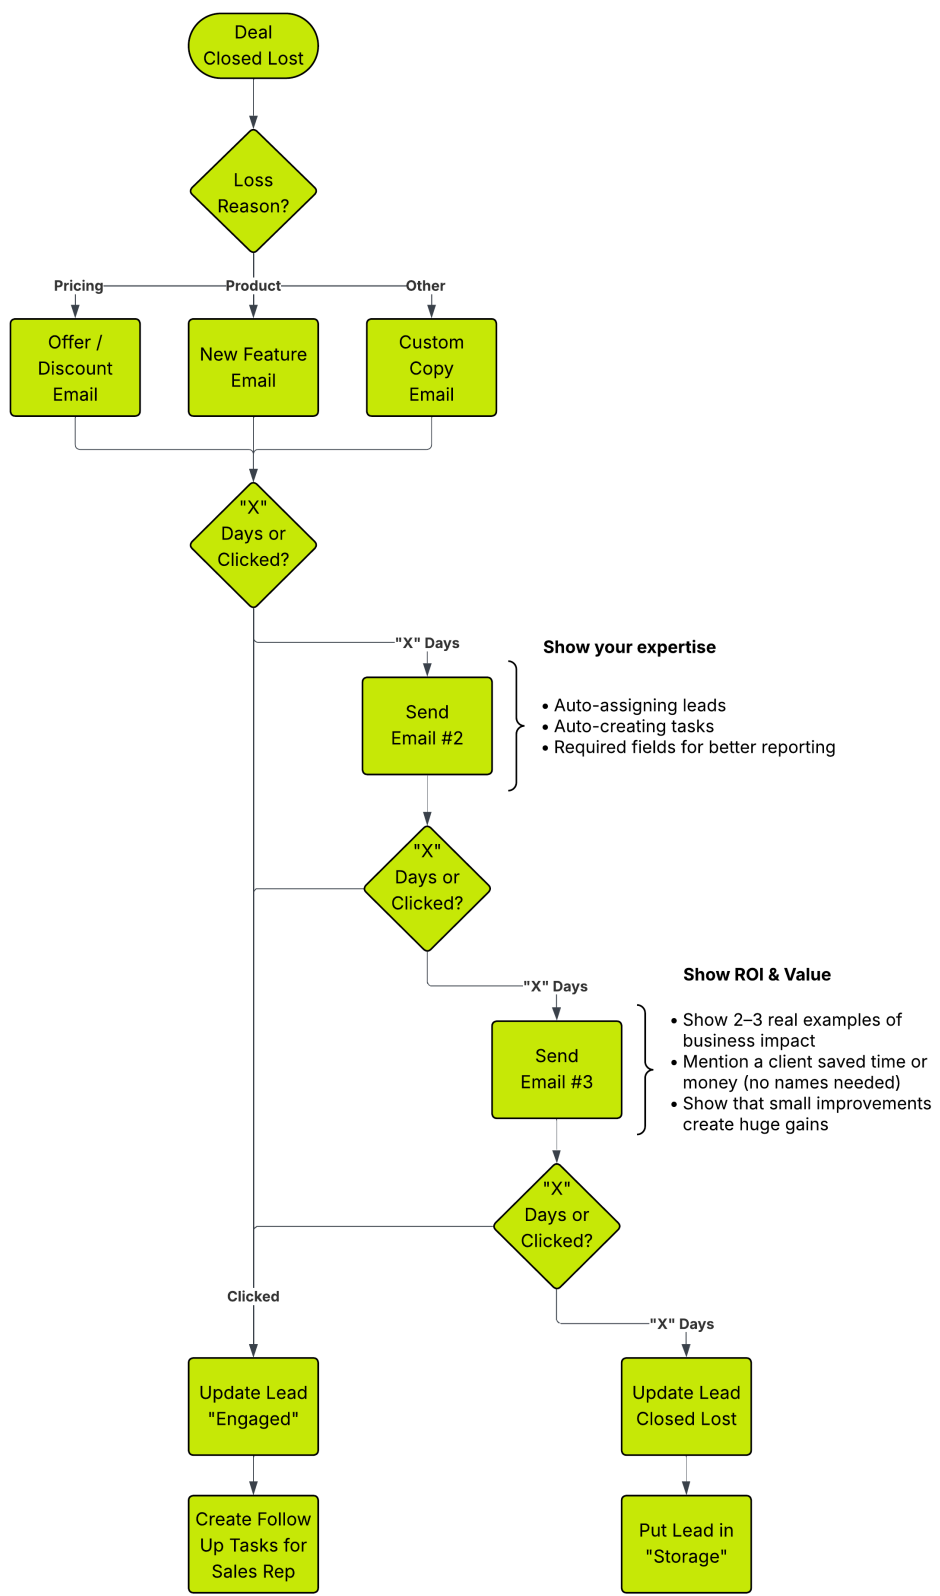 Deal
Closed Lost
Loss
Reason?
Pricing
Product
Other
Offer /
Discount
Email
New Feature
Email
Custom
Copy
Email
"X"
Days or
Clicked?
"X" Days
Show your expertise
Send
Email #2
• Auto-assigning leads
• Auto-creating tasks
• Required fields for better reporting
"X"
Days or
Clicked?
"X" Days
Show ROI & Value
Send
Email #3
• Show 2–3 real examples of
business impact
• Mention a client saved time or
money (no names needed)
• Show that small improvements
create huge gains
"X"
Days or
Clicked?
Clicked
"X" Days
Update Lead
"Engaged"
Update Lead
Closed Lost
Create Follow
Up Tasks for
Sales Rep
Put Lead in
"Storage"